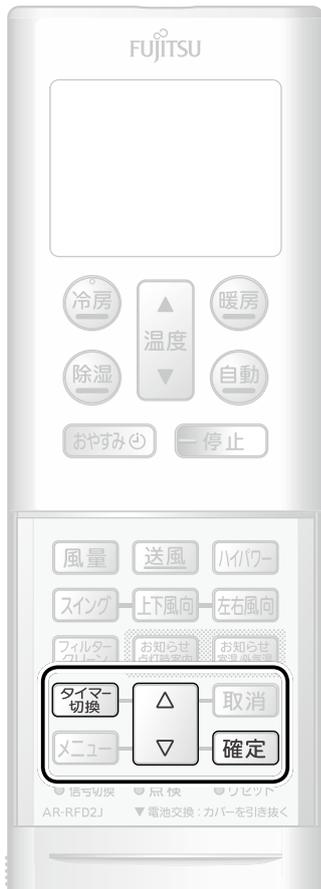 FUJITSU
冷房
暖房
▲
温度
▼
除湿
自動
おやすみ
停止
風量
送風
ハイパワー
スイング
上下風向
左右風向
フィルター
クリーン
お知らせ
お知らせ
タイマー
切換
△
取消
メニュー
▽
確定
信号切換
点検
リセット
AR-RFD2J
▼電池交換：カバーを引き抜く